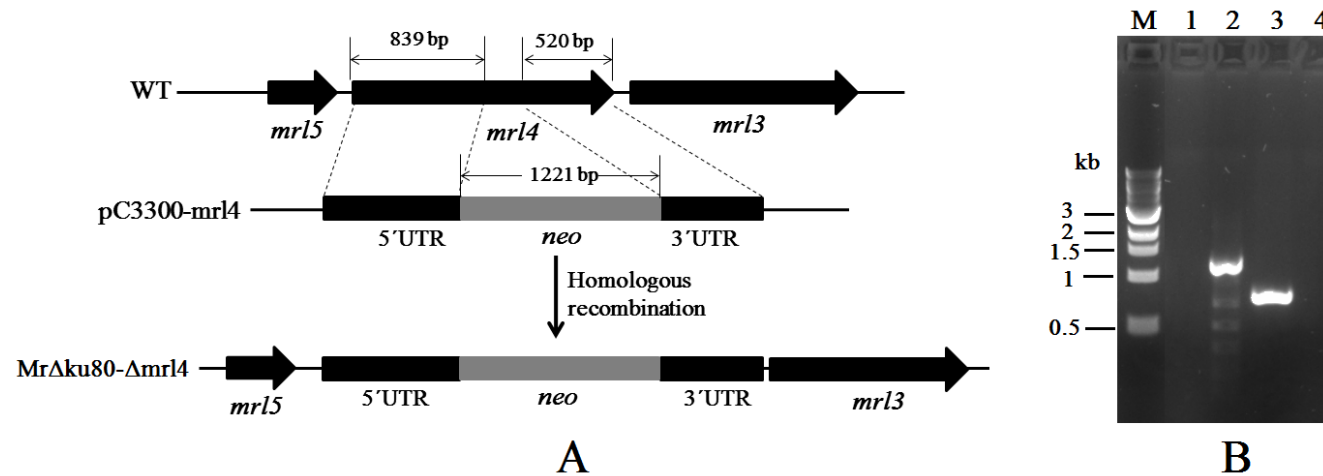 839 bp
520 bp
WT
mrl5
mrl4
mrl3
1221 bp
pC3300-mrl4
5´UTR
neo
3´UTR
Homologous
recombination
MrΔku80-Δmrl4
mrl5
5´UTR
neo
3´UTR
mrl3
A
M 1 2 3 4
kb
3
2
1.5
1
0.5
B